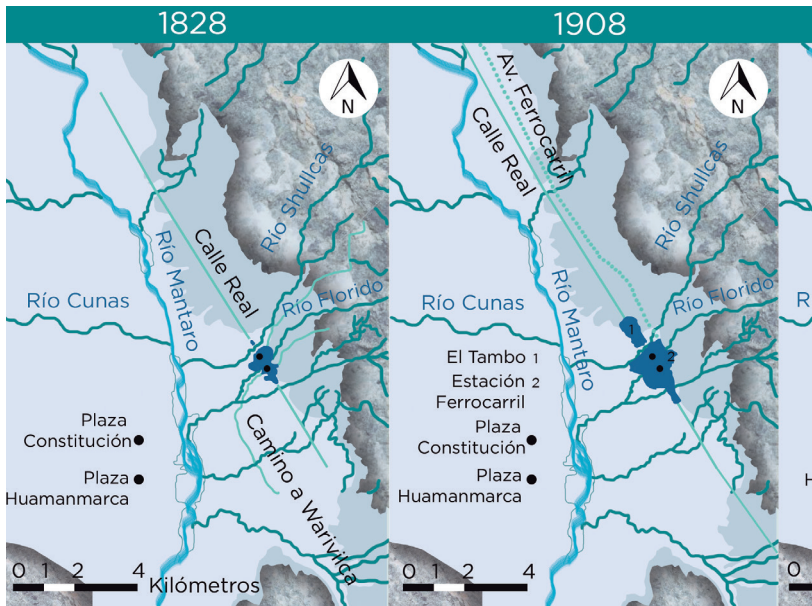 1828
N
Río Shullcas
Calle Real
Río Mantaro
Río Florido
Río Cunas
Plaza
Constitución
Plaza
Huamanmarca
Camino a Warivilca
0 1 2 4
Kilómetros
1908
N
Av. Ferrocarril
Calle Real
Río Shullcas
Río Mantaro
Río Florido
Río Cunas
1
2
El Tambo 1
Estación 2
Ferrocarril
Plaza
Constitución
Plaza
Huamanmarca
0 1 2 4
R
H
0